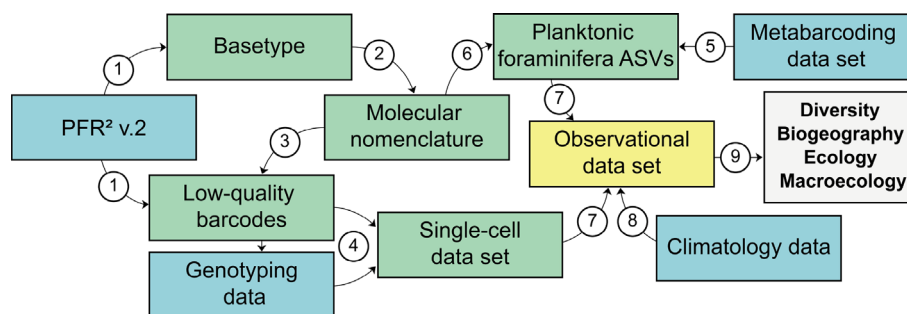 Basetype
Planktonic
foraminifera ASVs
Metabarcoding
data set
1
2
6
5
7
PFR² v.2
Molecular
nomenclature
3
Observational
data set
9
Diversity
Biogeography
Ecology
Macroecology
1
Low-quality
barcodes
4
Single-cell
data set
7
8
Climatology data
Genotyping
data